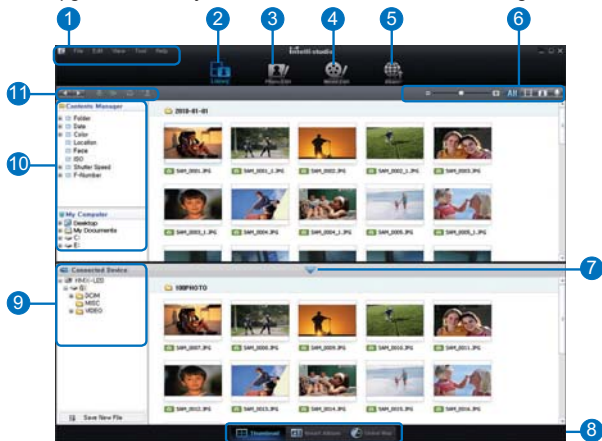 1
2
3
4
5
6
File Edit View Tool Help
Intelli-studio
Library
Photo Edit
Movie Edit
Share
11
All
Contents Manager
Folder
Date
Color
Location
Face
ISO
Shutter Speed
F-Number
10
My Computer
Desktop
My Documents
C:
E:
2010-01-01
SAM_0001.JPG SAM_0001_1.JPG SAM_0002.JPG SAM_0002_1.JPG SAM_0003.JPG
SAM_0003_1.JPG SAM_0004.JPG SAM_0004_1.JPG SAM_0005.JPG SAM_0005_1.JPG
7
Connected Device
HMX-U20
DCIM
MISC
VIDEO
9
Save New File
100PHOTO
SAM_0007.JPG SAM_0008.JPG SAM_0009.JPG SAM_0010.JPG SAM_0011.JPG
SAM_0012.JPG SAM_0013.JPG SAM_0014.JPG SAM_0015.JPG SAM_0016.JPG
Thumbnail Smart Album Globe Map
8